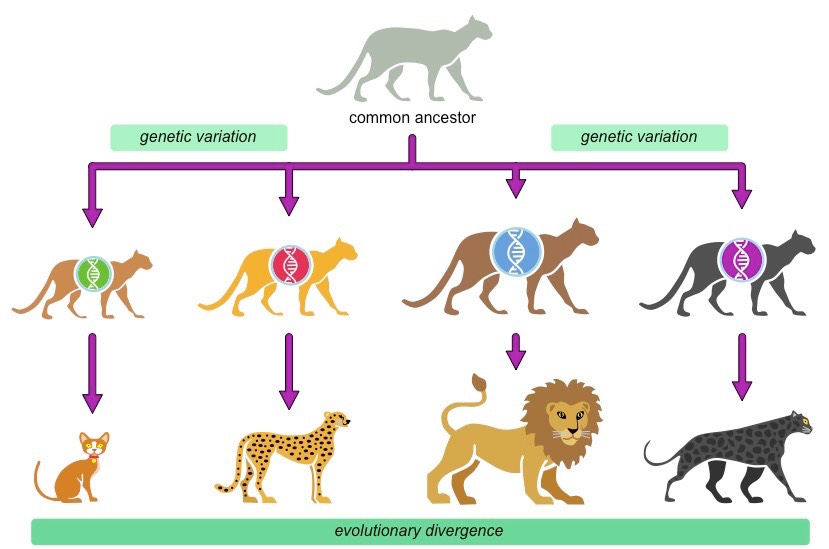 common ancestor
genetic variation
genetic variation
evolutionary divergence